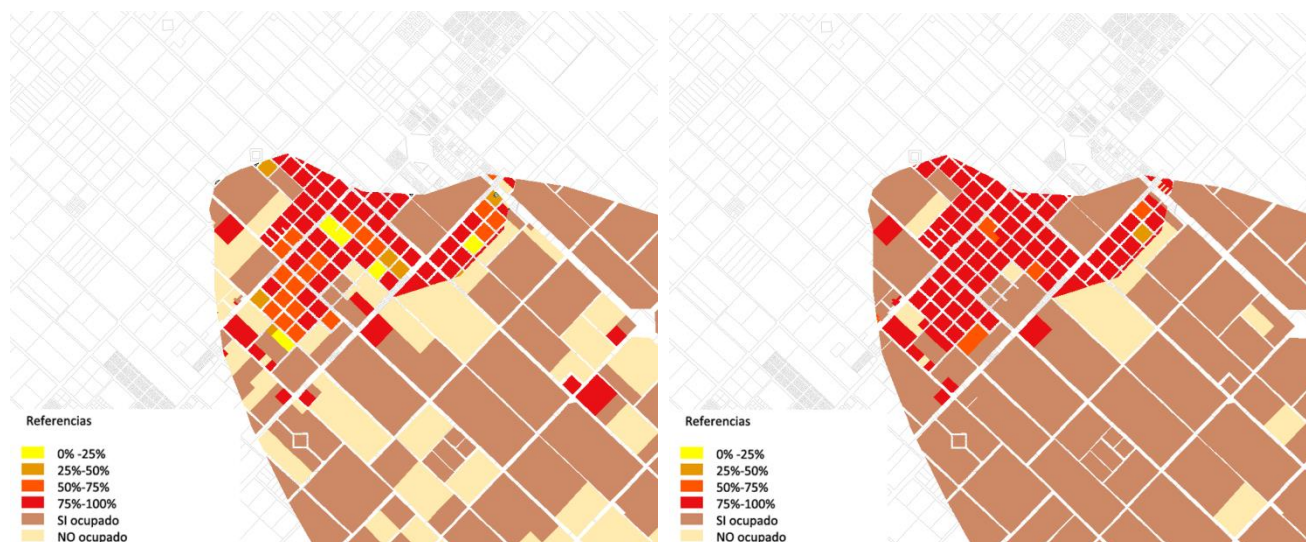 Referencias
0% -25%
25%-50%
50%-75%
75%-100%
SI ocupado
NO ocupado
Referencias
0% -25%
25%-50%
50%-75%
75%-100%
SI ocupado
NO ocupado